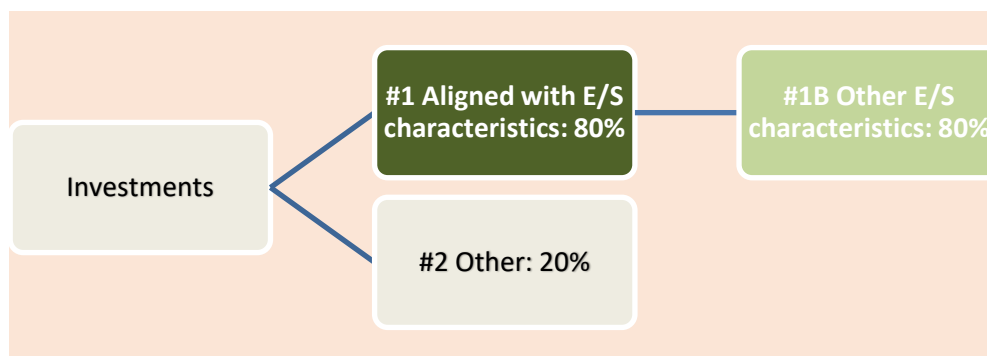 #1 Aligned with E/S
characteristics: 80%
#1B Other E/S
characteristics: 80%
Investments
#2 Other: 20%